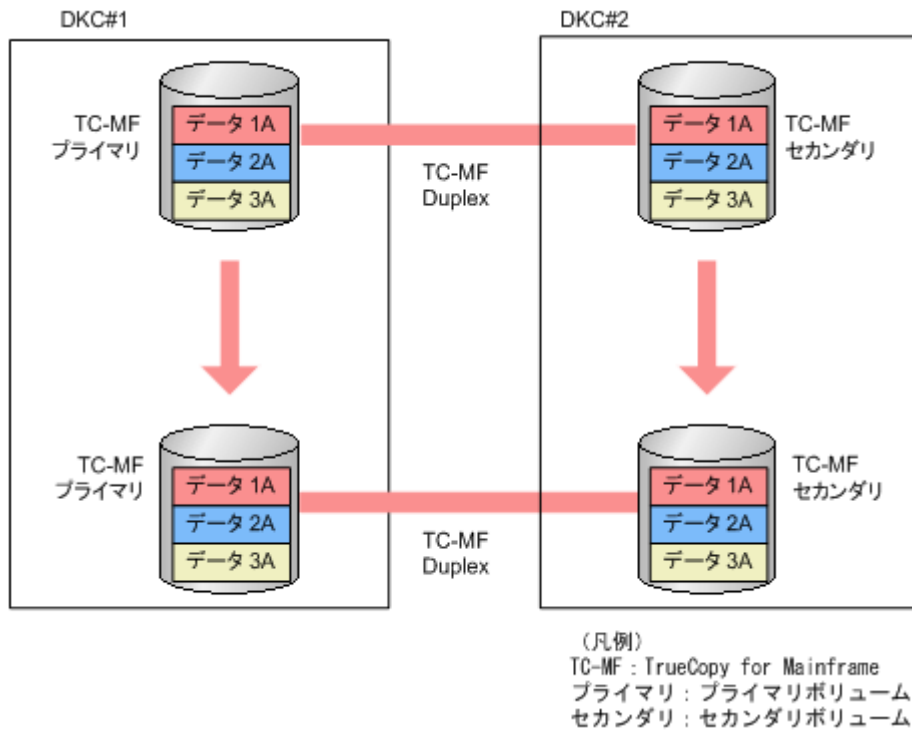 DKC#1
DKC#2
TC-MF
プライマリ
データ 1A
データ 2A
データ 3A
TC-MF
Duplex
データ 1A
データ 2A
データ 3A
TC-MF
セカンダリ
TC-MF
プライマリ
データ 1A
データ 2A
データ 3A
TC-MF
Duplex
データ 1A
データ 2A
データ 3A
TC-MF
セカンダリ
(凡例)
TC-MF : TrueCopy for Mainframe
プライマリ : プライマリボリューム
セカンダリ : セカンダリボリューム